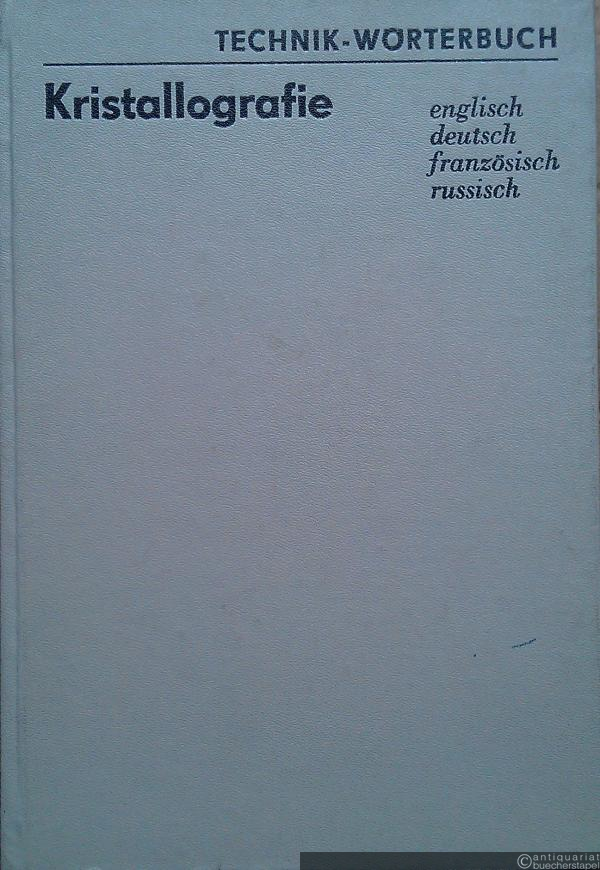 TECHNIK-WÖRTERBUCH
Kristallografie
englisch
deutsch
französisch
russisch
©antiquariat
buecherstapel